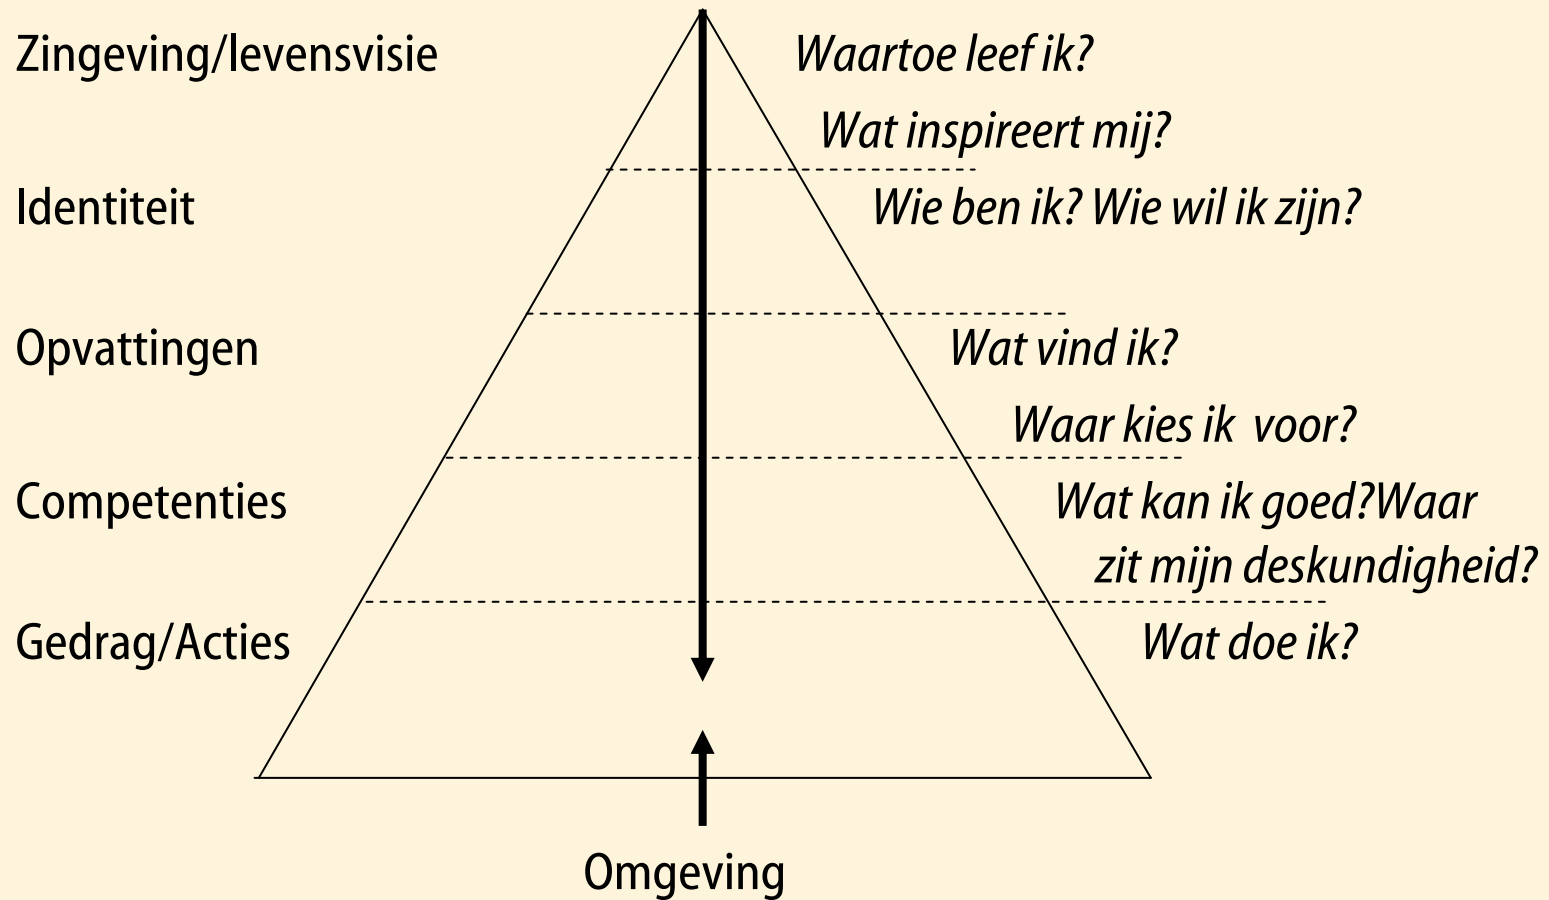 Zingeving/levensvisie
Waartoe leef ik?
Wat inspireert mij?
Identiteit
Wie ben ik? Wie wil ik zijn?
Opvattingen
Wat vind ik?
Waar kies ik voor?
Competenties
Wat kan ik goed?Waar
zit mijn deskundigheid?
Gedrag/Acties
Wat doe ik?
Omgeving